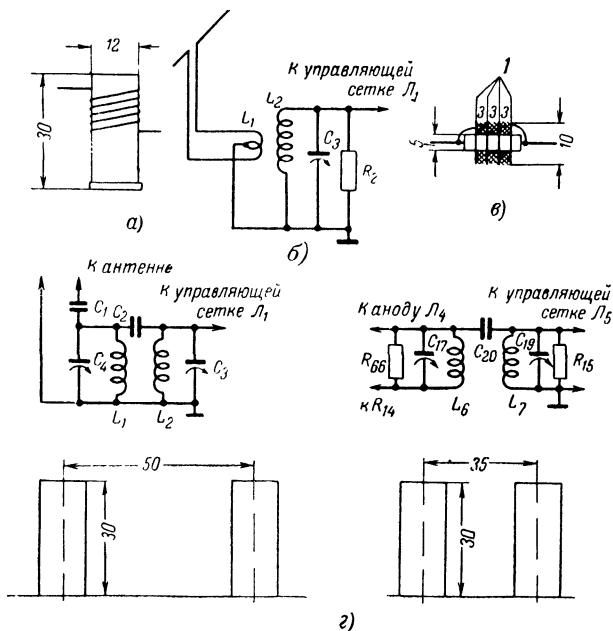 12
30
а)
L₁
L₂
К управляющей
сетке Л₁
C₃
R₂
б)
1
3 3 3
5
10
в)
К антенне
C₁
C₂
К управляющей
сетке Л₁
C₄
L₁
L₂
C₃
К аноду Л₄
К управляющей
сетке Л₅
R₆₆
C₁₇
C₂₀
C₁₉
R₁₅
к R₁₄
L₆
L₇
50
30
35
30
г)